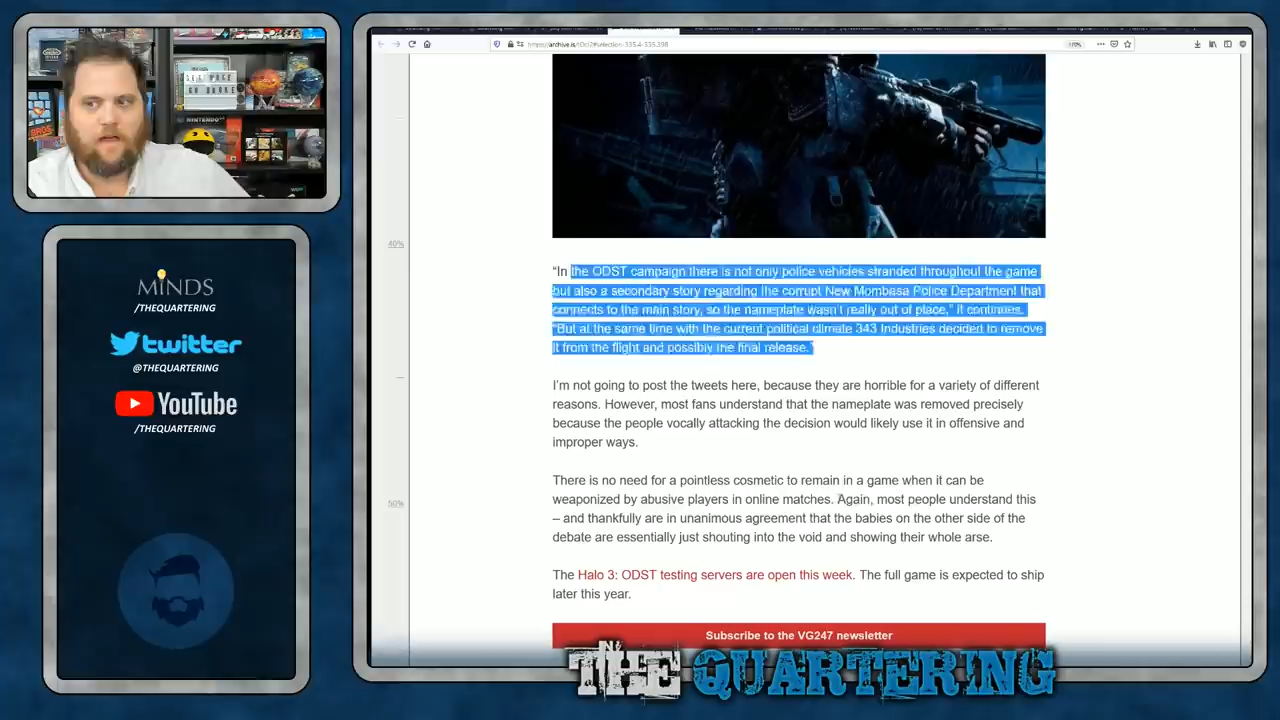 GET PAGE
GO BROKE
NINTENDO 64
BROS
MINDS
/THEQUARTERING
twitter
@THEQUARTERING
YouTube
/THEQUARTERING
40%
50%
“In the ODST campaign there is not only police vehicles stranded throughout the game
but also a secondary story regarding the corrupt New Mombasa Police Department that
connects to the main story, so the nameplate wasn’t really out of place,” it continues.
“But at the same time with the current political climate 343 Industries decided to remove
it from the flight and possibly the final release.”
I’m not going to post the tweets here, because they are horrible for a variety of different
reasons. However, most fans understand that the nameplate was removed precisely
because the people vocally attacking the decision would likely use it in offensive and
improper ways.
There is no need for a pointless cosmetic to remain in a game when it can be
weaponized by abusive players in online matches. Again, most people understand this
– and thankfully are in unanimous agreement that the babies on the other side of the
debate are essentially just shouting into the void and showing their whole arse.
The Halo 3: ODST testing servers are open this week. The full game is expected to ship
later this year.
Subscribe to the VG247 newsletter
THE QUARTERING